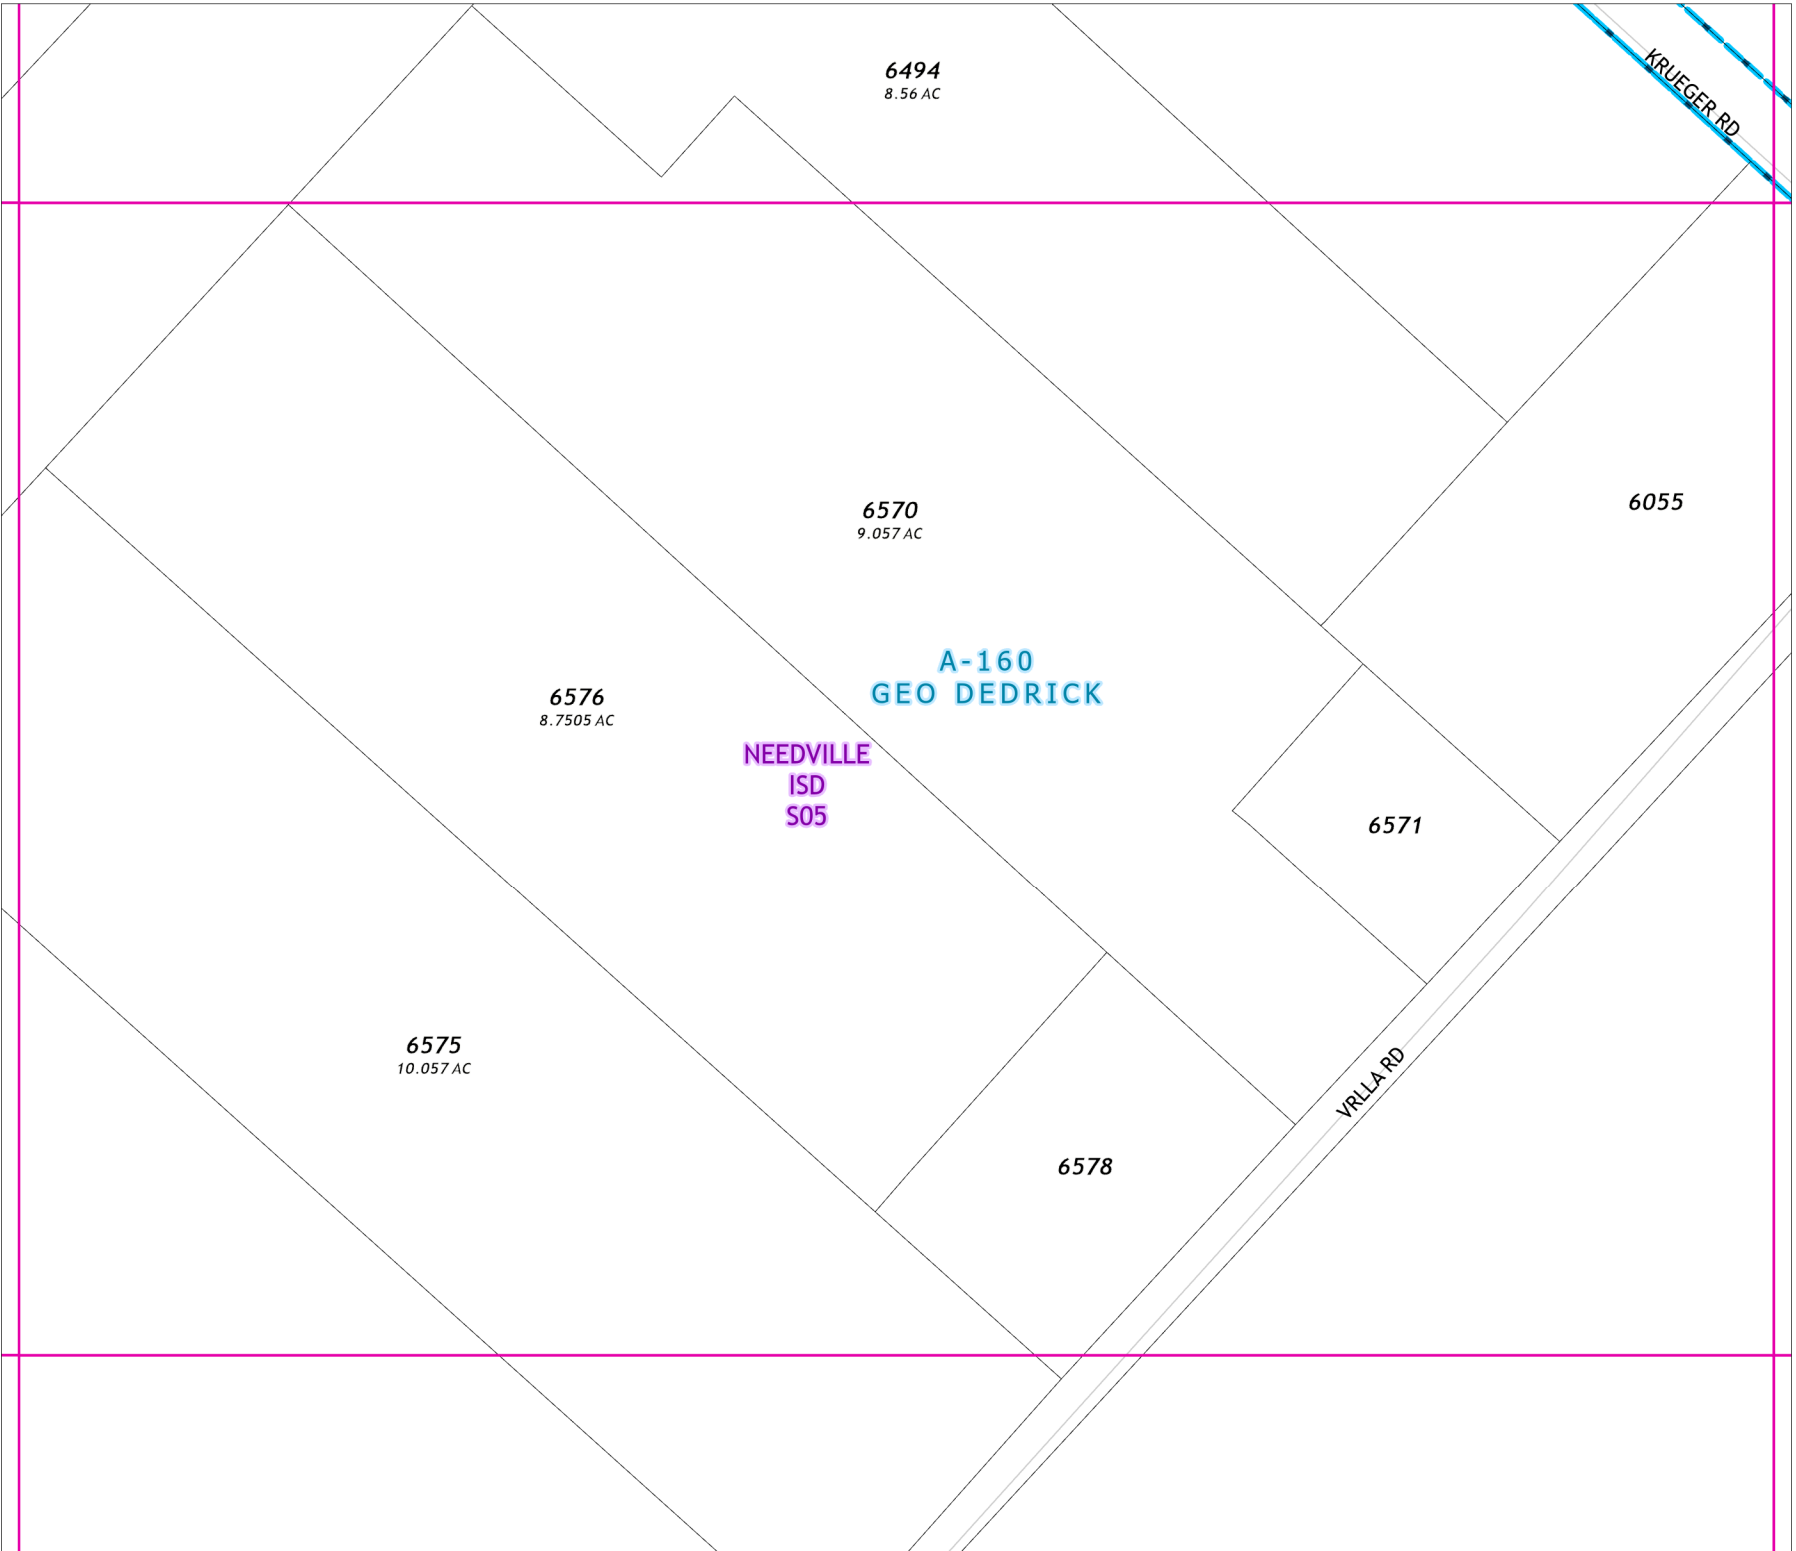 6494
8.56 AC
KRUEGER RD
6055
6570
9.057 AC
A-160
GEO DEDRICK
6576
8.7505 AC
NEEDVILLE
ISD
S05
6571
6575
10.057 AC
VRLLA RD
6578